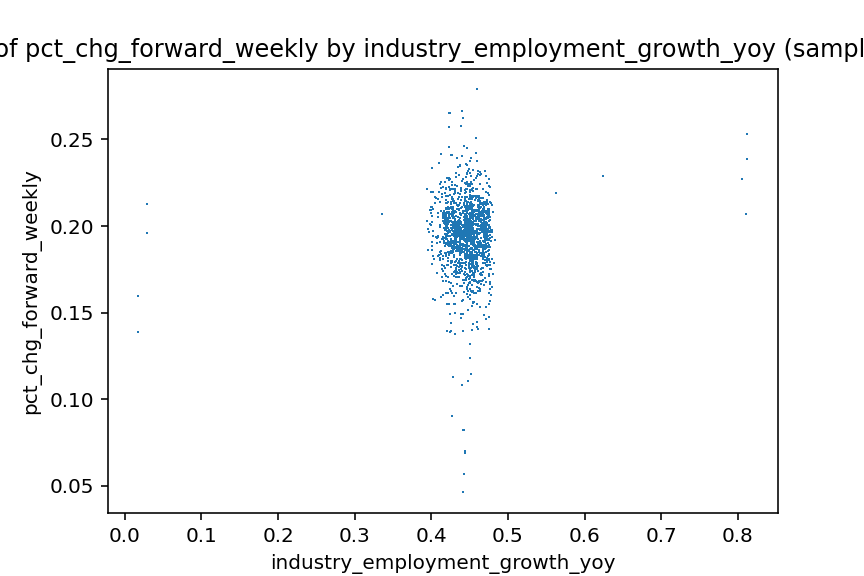 of pct_chg_forward_weekly by industry_employment_growth_yoy (sampl
0.25
0.20
0.15
0.10
0.05
pct_chg_forward_weekly
0.0 0.1 0.2 0.3 0.4 0.5 0.6 0.7 0.8
industry_employment_growth_yoy